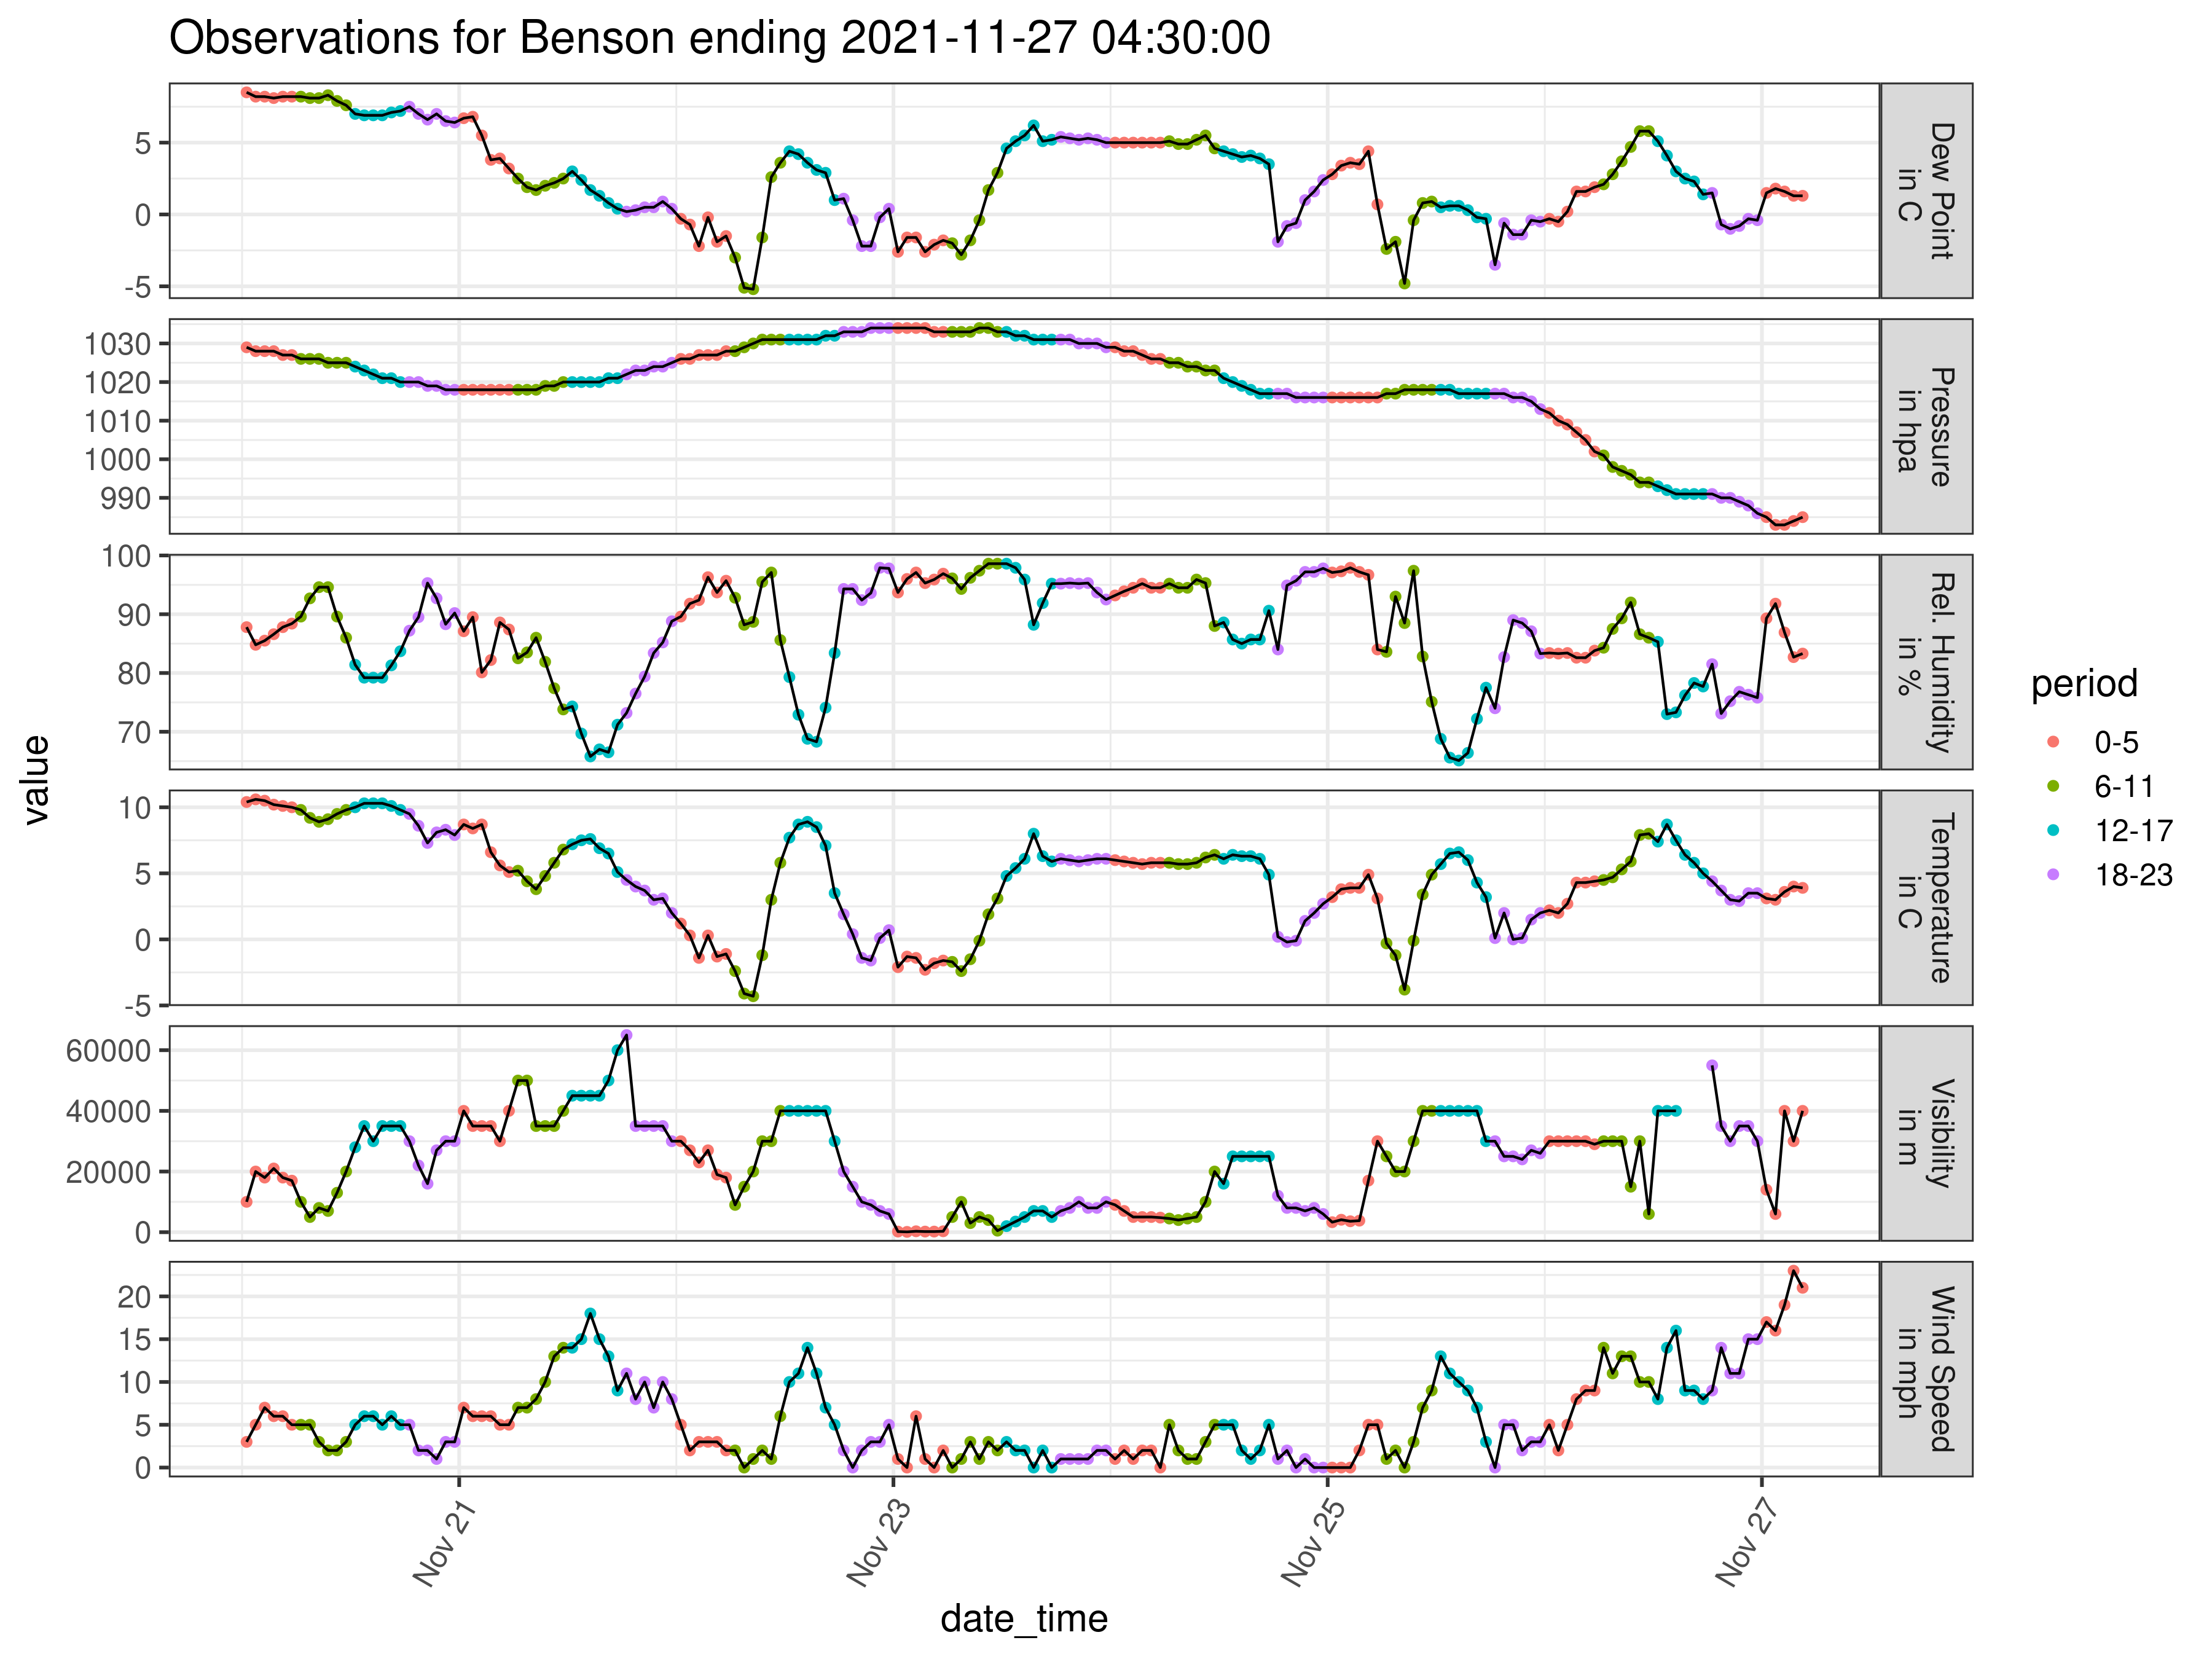 Observations for Benson ending 2021-11-27 04:30:00
value
5
0
-5
Dew Point
in C
1030
1020
1010
1000
990
Pressure
in hpa
100
90
80
70
Rel. Humidity
in %
10
5
0
-5
Temperature
in C
60000
40000
20000
0
Visibility
in m
20
15
10
5
0
Wind Speed
in mph
Nov 21
Nov 23
Nov 25
Nov 27
date_time
period
0-5
6-11
12-17
18-23